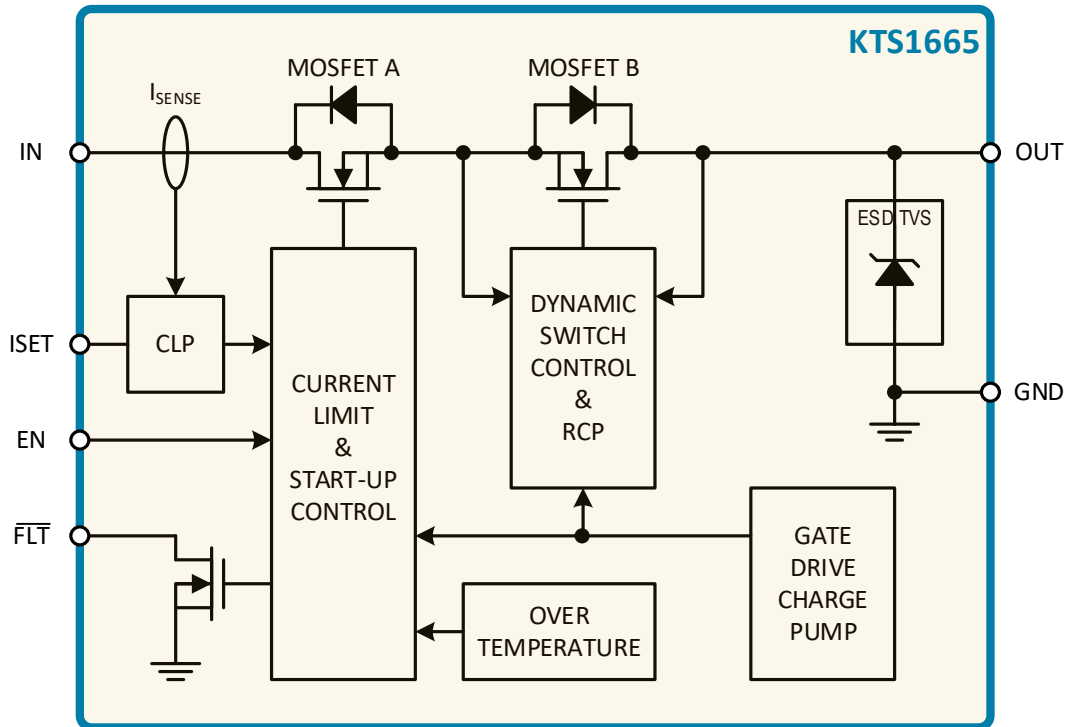 KTS1665
MOSFET A
MOSFET B
ISENSE
IN
OUT
ESD TVS
ISET
CLP
DYNAMIC
SWITCH
CONTROL
&
RCP
CURRENT
LIMIT
&
START-UP
CONTROL
GND
EN
FLT
GATE
DRIVE
CHARGE
PUMP
OVER
TEMPERATURE